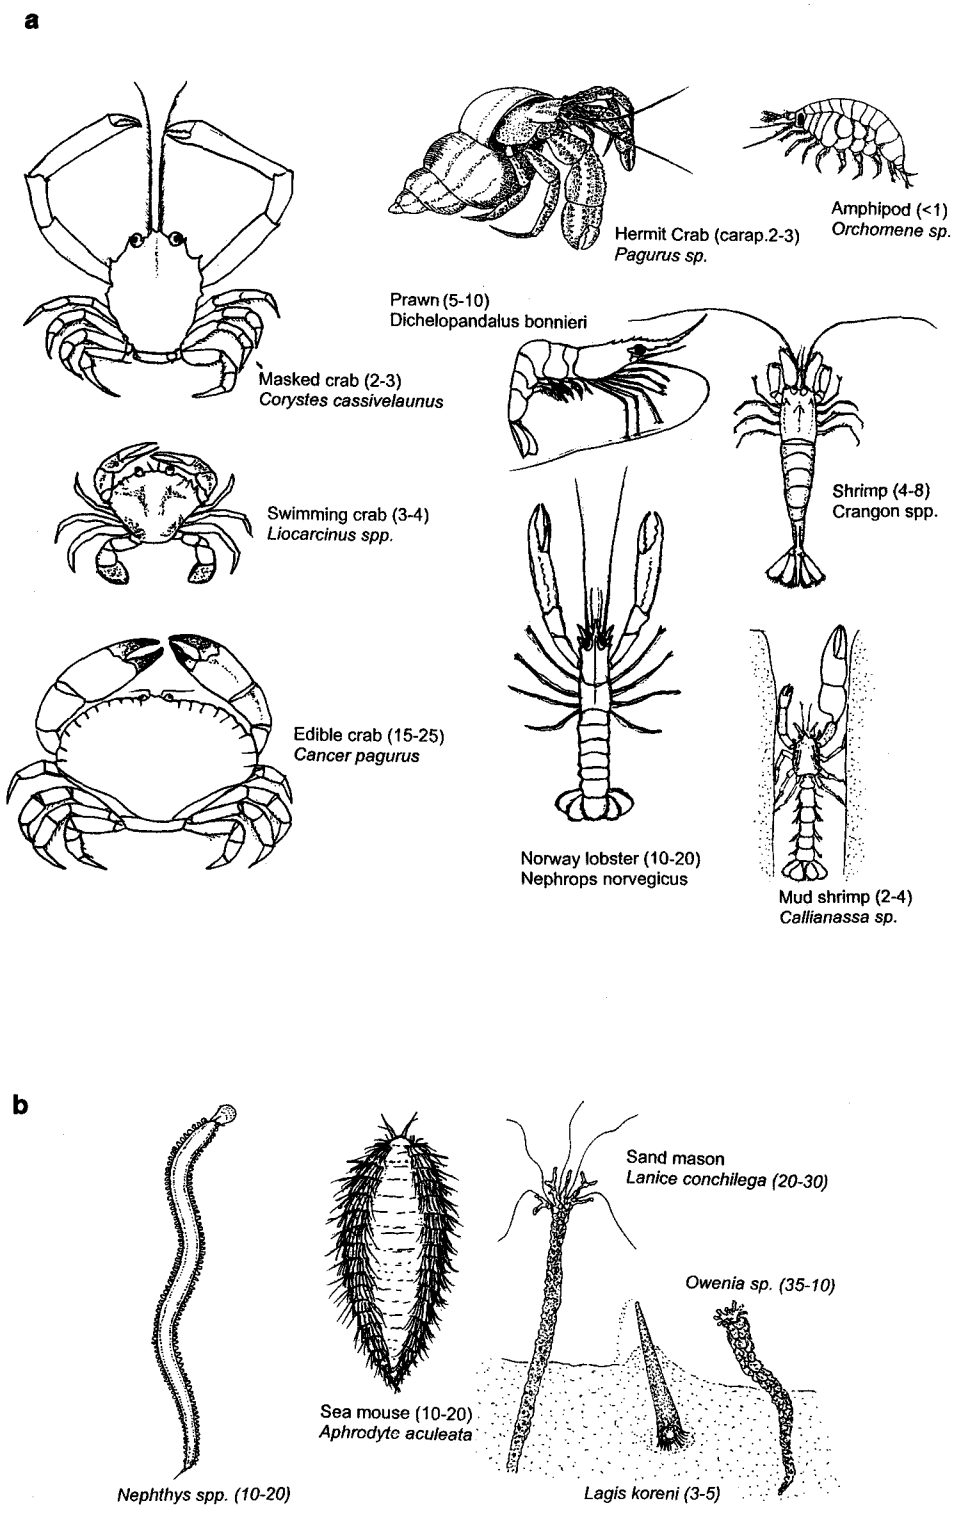 a
Hermit Crab (carap.2-3)
Pagurus sp.
Amphipod (<1)
Orchomene sp.
Prawn (5-10)
Dichelopandalus bonnieri
Masked crab (2-3)
Corystes cassivelaunus
Shrimp (4-8)
Crangon spp.
Swimming crab (3-4)
Liocarcinus spp.
Edible crab (15-25)
Cancer pagurus
Norway lobster (10-20)
Nephrops norvegicus
Mud shrimp (2-4)
Callianassa sp.
b
Sand mason
Lanice conchilega (20-30)
Owenia sp. (35-10)
Sea mouse (10-20)
Aphrodyte aculeata
Nephthys spp. (10-20)
Lagis koreni (3-5)